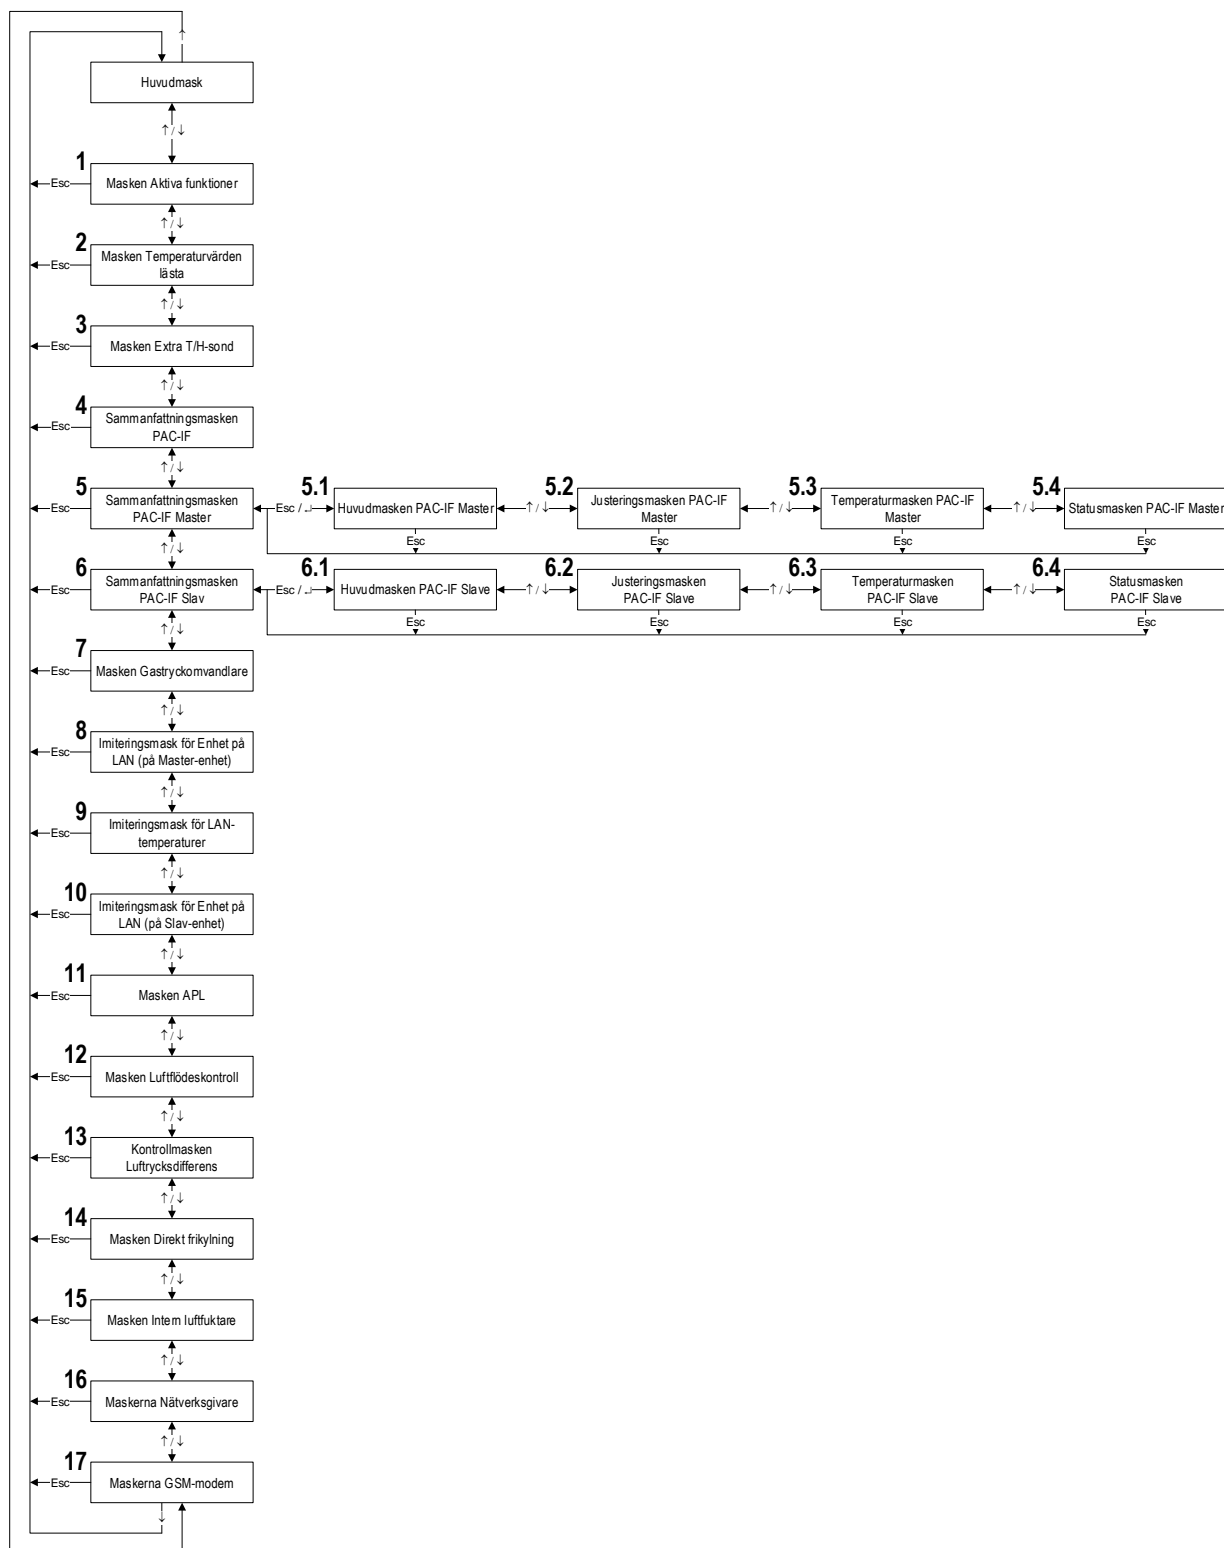 ↑
Huvudmask
↑ / ↓
1
Esc
Masken Aktiva funktioner
↑ / ↓
2
Esc
Masken Temperaturvärden
lästa
↑ / ↓
3
Esc
Masken Extra T/H-sond
↑ / ↓
4
Esc
Sammanfattningsmasken
PAC-IF
↑ / ↓
5
Esc
Sammanfattningsmasken
PAC-IF Master
Esc / ↵
5.1
Huvudmasken PAC-IF Master
Esc
↑ / ↓
5.2
Justeringsmasken PAC-IF
Master
Esc
↑ / ↓
5.3
Temperaturmasken PAC-IF
Master
Esc
↑ / ↓
5.4
Statusmasken PAC-IF Master
Esc
↑ / ↓
6
Esc
Sammanfattningsmasken
PAC-IF Slav
Esc / ↵
6.1
Huvudmasken PAC-IF Slave
Esc
↑ / ↓
6.2
Justeringsmasken
PAC-IF Slave
Esc
↑ / ↓
6.3
Temperaturmasken
PAC-IF Slave
Esc
↑ / ↓
6.4
Statusmasken
PAC-IF Slave
Esc
↑ / ↓
7
Esc
Masken Gastryckomvandlare
↑ / ↓
8
Esc
Imiteringsmask för Enhet på
LAN (på Master-enhet)
↑ / ↓
9
Esc
Imiteringsmask för LAN-
temperaturer
↑ / ↓
10
Esc
Imiteringsmask för Enhet på
LAN (på Slav-enhet)
↑ / ↓
11
Esc
Masken APL
↑ / ↓
12
Esc
Masken Luftflödeskontroll
↑ / ↓
13
Esc
Kontrollmasken
Luftrycksdifferens
↑ / ↓
14
Esc
Masken Direkt frikylning
↑ / ↓
15
Esc
Masken Intern luftfuktare
↑ / ↓
16
Esc
Maskerna Nätverksgivare
↑ / ↓
17
Esc
Maskerna GSM-modem
↓